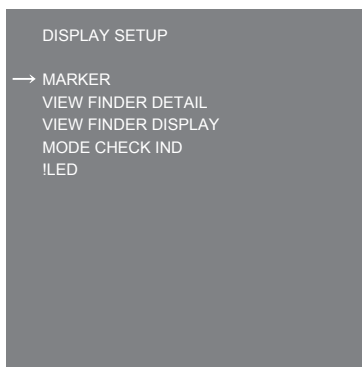 DISPLAY SETUP
→ MARKER
VIEW FINDER DETAIL
VIEW FINDER DISPLAY
MODE CHECK IND
!LED